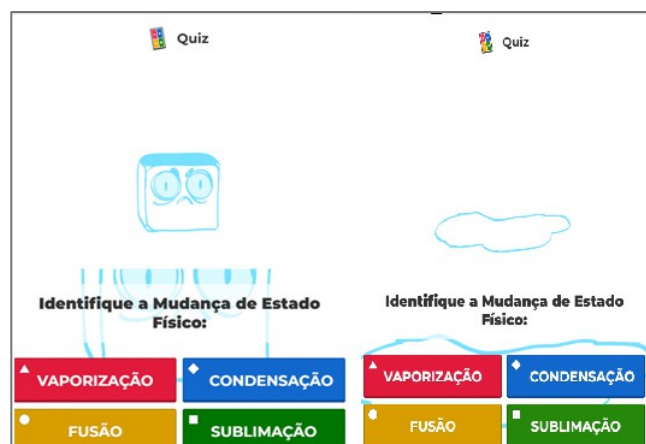 Quiz
Identifique a Mudança de Estado
Físico:
VAPORIZAÇÃO
CONDENSAÇÃO
FUSÃO
SUBLIMAÇÃO
Quiz
Identifique a Mudança de Estado
Físico:
VAPORIZAÇÃO
CONDENSAÇÃO
FUSÃO
SUBLIMAÇÃO